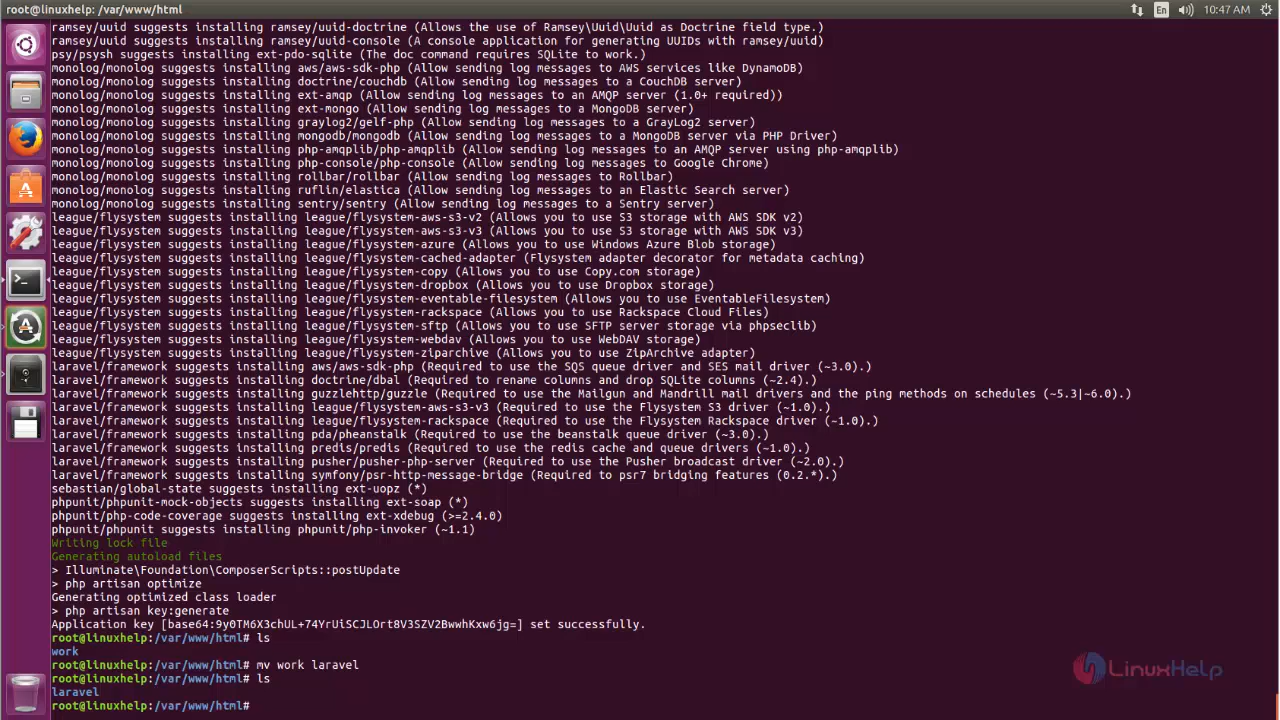 root@linuxhelp: /var/www/html
En
10:47 AM
ramsey/uuid suggests installing ramsey/uuid-doctrine (Allows the use of Ramsey\Uuid\Uuid as Doctrine field type.)
ramsey/uuid suggests installing ramsey/uuid-console (A console application for generating UUIDs with ramsey/uuid)
psy/psysh suggests installing ext-pdo-sqlite (The doc command requires SQLite to work.)
monolog/monolog suggests installing aws/aws-sdk-php (Allow sending log messages to AWS services like DynamoDB)
monolog/monolog suggests installing doctrine/couchdb (Allow sending log messages to a CouchDB server)
monolog/monolog suggests installing ext-amqp (Allow sending log messages to an AMQP server (1.0+ required))
monolog/monolog suggests installing ext-mongo (Allow sending log messages to a MongoDB server)
monolog/monolog suggests installing graylog2/gelf-php (Allow sending log messages to a GrayLog2 server)
monolog/monolog suggests installing mongodb/mongodb (Allow sending log messages to a MongoDB server via PHP Driver)
monolog/monolog suggests installing php-amqplib/php-amqplib (Allow sending log messages to an AMQP server using php-amqplib)
monolog/monolog suggests installing php-console/php-console (Allow sending log messages to Google Chrome)
monolog/monolog suggests installing rollbar/rollbar (Allow sending log messages to Rollbar)
monolog/monolog suggests installing ruflin/elastica (Allow sending log messages to an Elastic Search server)
monolog/monolog suggests installing sentry/sentry (Allow sending log messages to a Sentry server)
league/flysystem suggests installing league/flysystem-aws-s3-v2 (Allows you to use S3 storage with AWS SDK v2)
league/flysystem suggests installing league/flysystem-aws-s3-v3 (Allows you to use S3 storage with AWS SDK v3)
league/flysystem suggests installing league/flysystem-azure (Allows you to use Windows Azure Blob storage)
league/flysystem suggests installing league/flysystem-cached-adapter (Flysystem adapter decorator for metadata caching)
league/flysystem suggests installing league/flysystem-copy (Allows you to use Copy.com storage)
league/flysystem suggests installing league/flysystem-dropbox (Allows you to use Dropbox storage)
league/flysystem suggests installing league/flysystem-eventable-filesystem (Allows you to use EventableFilesystem)
league/flysystem suggests installing league/flysystem-rackspace (Allows you to use Rackspace Cloud Files)
league/flysystem suggests installing league/flysystem-sftp (Allows you to use SFTP server storage via phpseclib)
league/flysystem suggests installing league/flysystem-webdav (Allows you to use WebDAV storage)
league/flysystem suggests installing league/flysystem-ziparchive (Allows you to use ZipArchive adapter)
laravel/framework suggests installing aws/aws-sdk-php (Required to use the SQS queue driver and SES mail driver (~3.0).)
laravel/framework suggests installing doctrine/dbal (Required to rename columns and drop SQLite columns (~2.4).)
laravel/framework suggests installing guzzlehttp/guzzle (Required to use the Mailgun and Mandrill mail drivers and the ping methods on schedules (~5.3|~6.0).)
laravel/framework suggests installing league/flysystem-aws-s3-v3 (Required to use the Flysystem S3 driver (~1.0).)
laravel/framework suggests installing league/flysystem-rackspace (Required to use the Flysystem Rackspace driver (~1.0).)
laravel/framework suggests installing pda/pheanstalk (Required to use the beanstalk queue driver (~3.0).)
laravel/framework suggests installing predis/predis (Required to use the redis cache and queue drivers (~1.0).)
laravel/framework suggests installing pusher/pusher-php-server (Required to use the Pusher broadcast driver (~2.0).)
laravel/framework suggests installing symfony/psr-http-message-bridge (Required to psr7 bridging features (0.2.*).)
sebastian/global-state suggests installing ext-uopz (*)
phpunit/phpunit-mock-objects suggests installing ext-soap (*)
phpunit/php-code-coverage suggests installing ext-xdebug (>=2.4.0)
phpunit/phpunit suggests installing phpunit/php-invoker (~1.1)
Writing lock file
Generating autoload files
> Illuminate\Foundation\ComposerScripts::postUpdate
> php artisan optimize
Generating optimized class loader
> php artisan key:generate
Application key [base64:9y0TM6X3chUL+74YrUiSCJLOrt8V3SZV2BwwhKxw6jg=] set successfully.
root@linuxhelp:/var/www/html# ls
work
root@linuxhelp:/var/www/html# mv work laravel
root@linuxhelp:/var/www/html# ls
laravel
root@linuxhelp:/var/www/html#
LINUXHELP